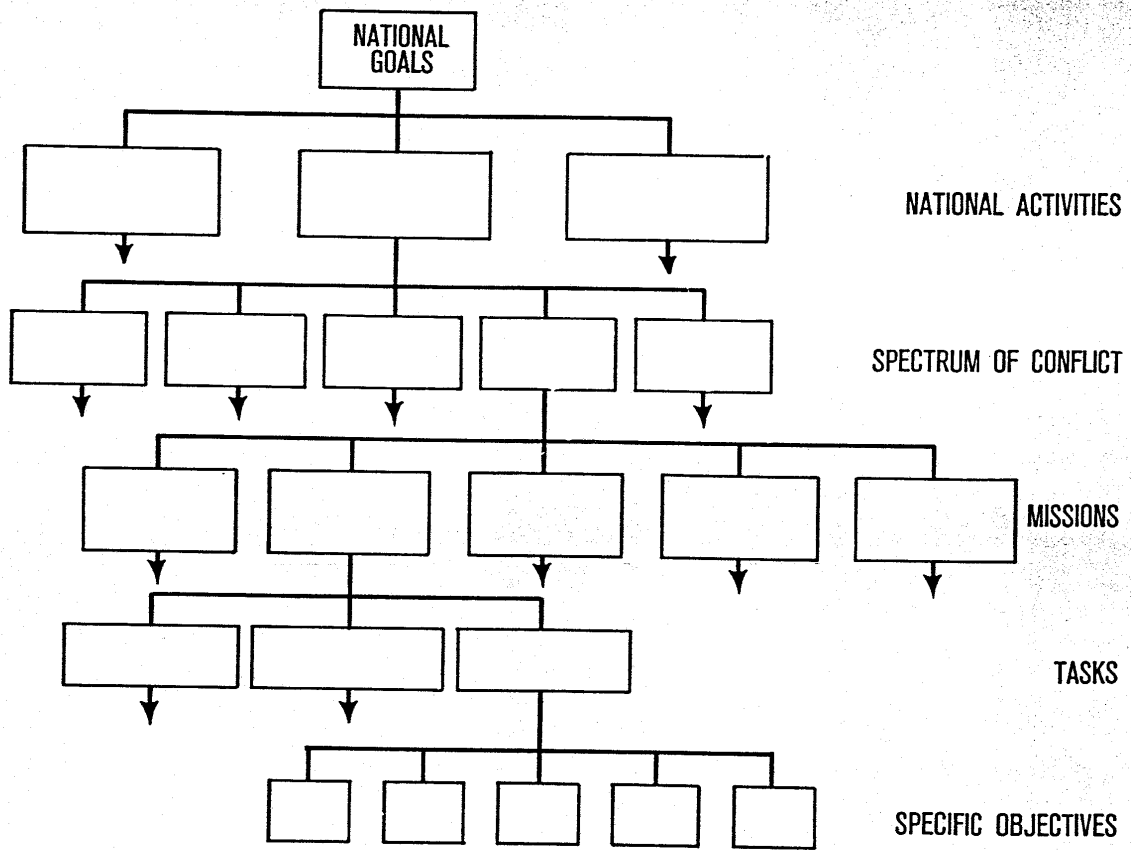 NATIONAL
GOALS
NATIONAL ACTIVITIES
SPECTRUM OF CONFLICT
MISSIONS
TASKS
SPECIFIC OBJECTIVES